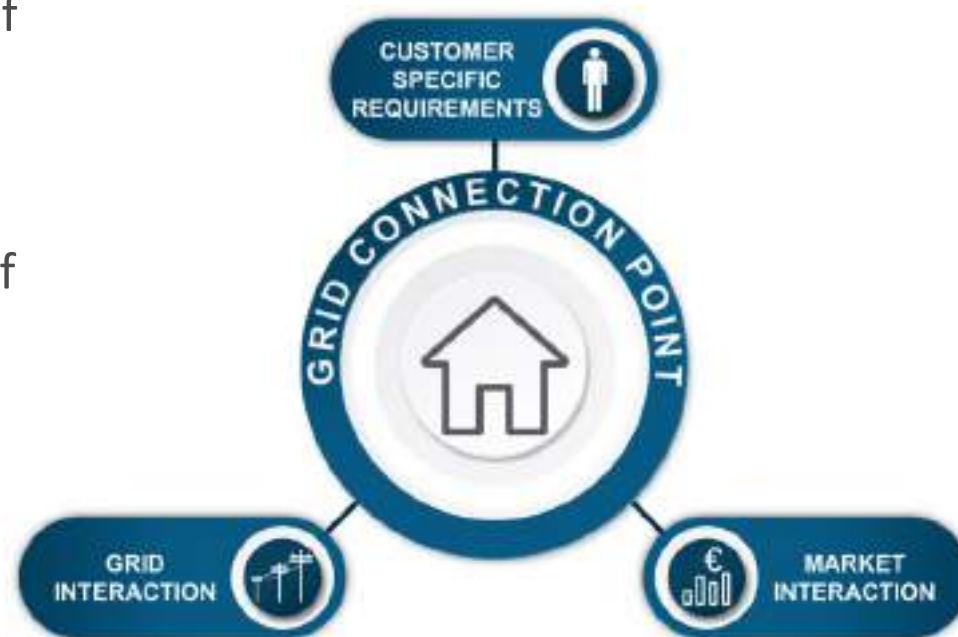 f
CUSTOMER
SPECIFIC
REQUIREMENTS
GRID CONNECTION POINT
f
GRID
INTERACTION
€
MARKET
INTERACTION